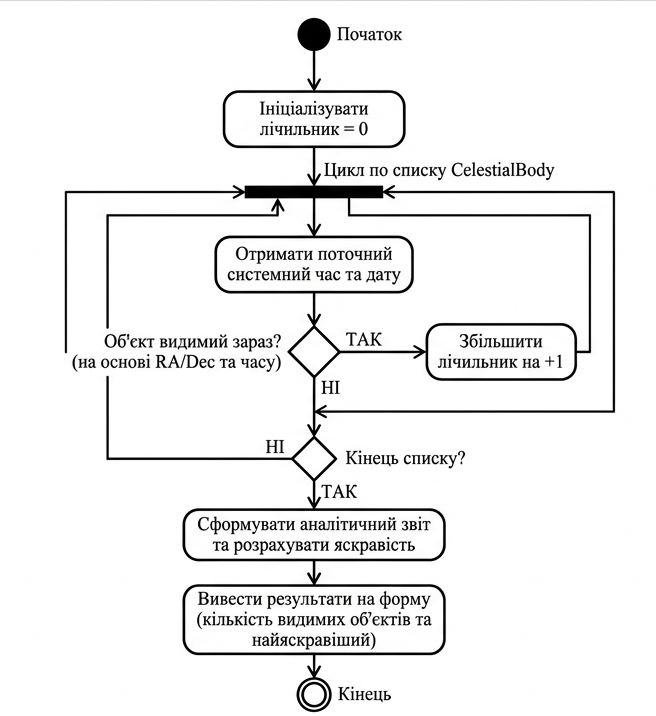 Початок
Ініціалізувати
лічильник = 0
Цикл по списку CelestialBody
Отримати поточний
системний час та дату
Об'єкт видимий зараз?
(на основі RA/Dec та часу)
ТАК
Збільшити
лічильник на +1
НІ
НІ
Кінець списку?
ТАК
Сформувати аналітичний звіт
та розрахувати яскравість
Вивести результати на форму
(кількість видимих об'єктів та
найяскравіший)
Кінець